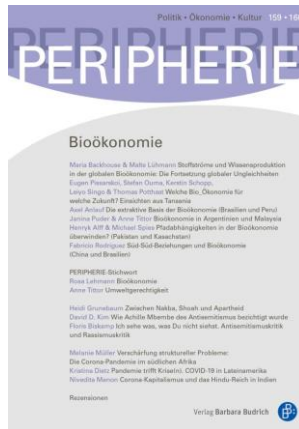 Politik • Ökonomie • Kultur 159 • 16
PERIPHERIE
Bioökonomie
Maria Backhouse & Malte Lühmann Stoffströme und Wissensproduktion
in der globalen Bioökonomie: Die Fortsetzung globaler Ungleichheiten
Eugen Pissarskoi, Stefan Ouma, Kerstin Schopp,
Leiyo Singo & Thomas Potthast Welche Bio_Ökonomie für
welche Zukunft? Einsichten aus Tansania
Axel Anlauf Die extraktive Basis der Bioökonomie (Brasilien und Peru)
Janina Puder & Anne Tittor Bioökonomie in Argentinien und Malaysia
Henryk Alff & Michael Spies Pfadabhängigkeiten in der Bioökonomie
überwinden? (Pakistan und Kasachstan)
Fabricio Rodríguez Süd-Süd-Beziehungen und Bioökonomie
(China und Brasilien)
PERIPHERIE-Stichwort
Rosa Lehmann Bioökonomie
Anne Tittor Umweltgerechtigkeit
Heidi Grunebaum Zwischen Nakba, Shoah und Apartheid
David D. Kim Wie Achille Mbembe des Antisemitismus bezichtigt wurde
Floris Biskamp Ich sehe was, was Du nicht siehst. Antisemitismuskritik
und Rassismuskritik
Melanie Müller Verschärfung struktureller Probleme:
Die Corona-Pandemie im südlichen Afrika
Kristina Dietz Pandemie trifft Krise(n). COVID-19 in Lateinamerika
Nivedita Menon Corona-Kapitalismus und das Hindu-Reich in Indien
Rezensionen
Verlag Barbara Budrich